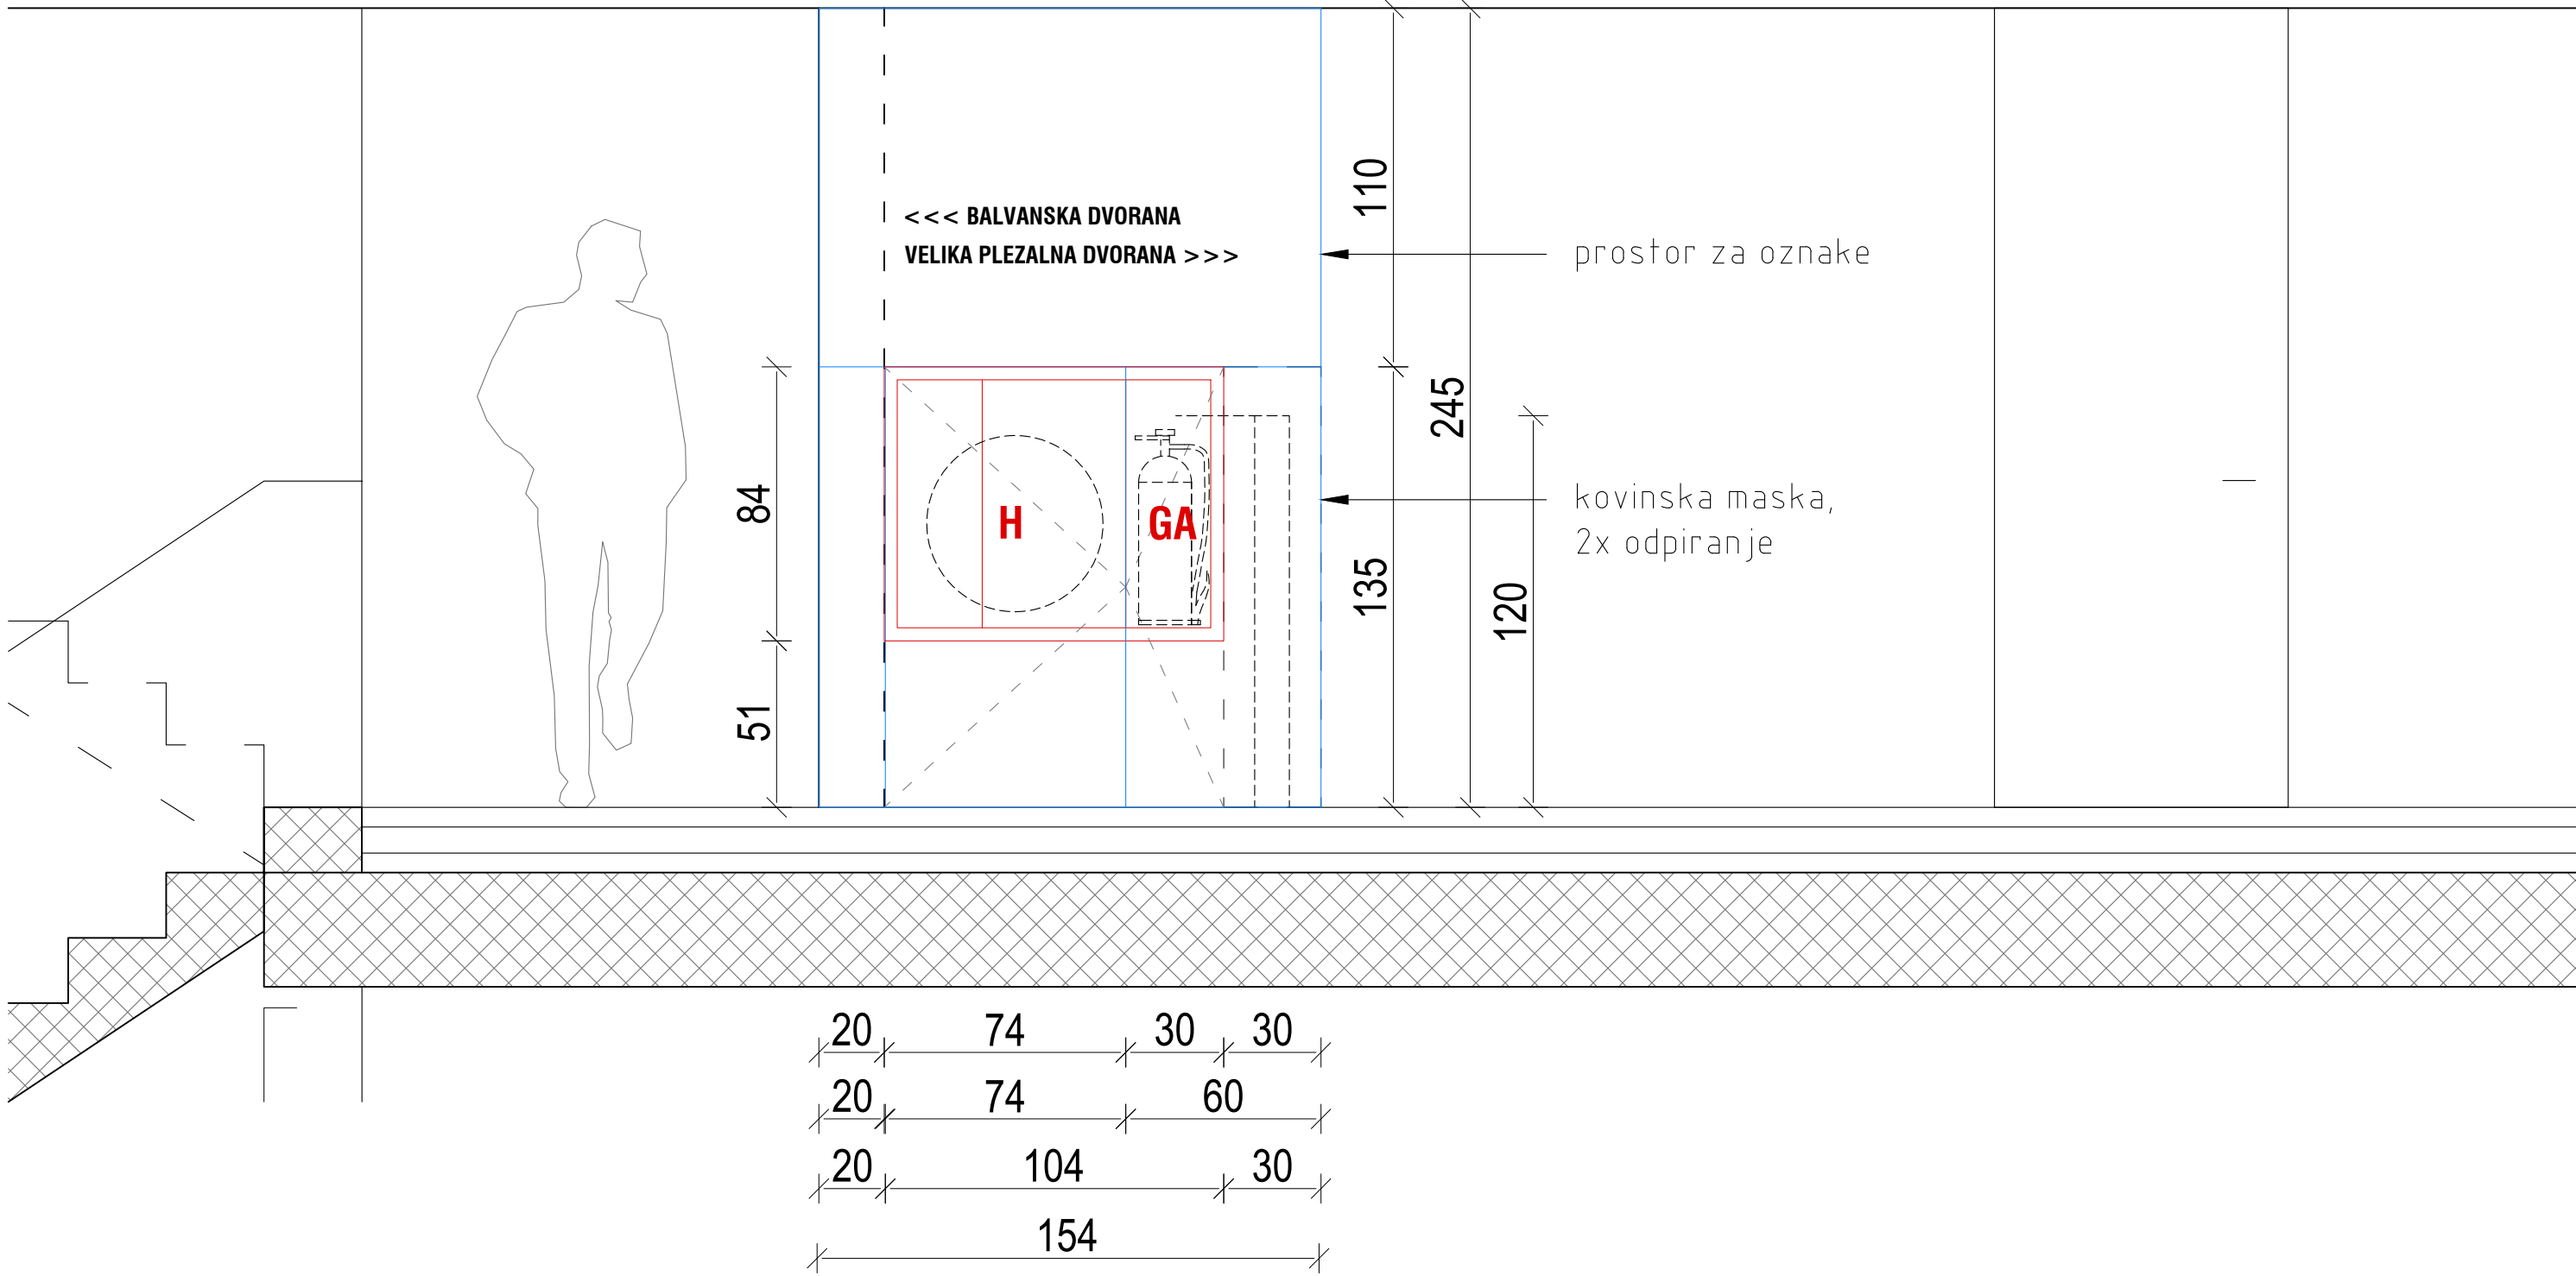 <<< BALVANSKA DVORANA
VELIKA PLEZALNA DVORANA >>>
prostor za oznake
kovinska maska,
2x odpiranje
H
GA
110
245
135
120
84
51
20 74 30 30
20 74 60
20 104 30
154